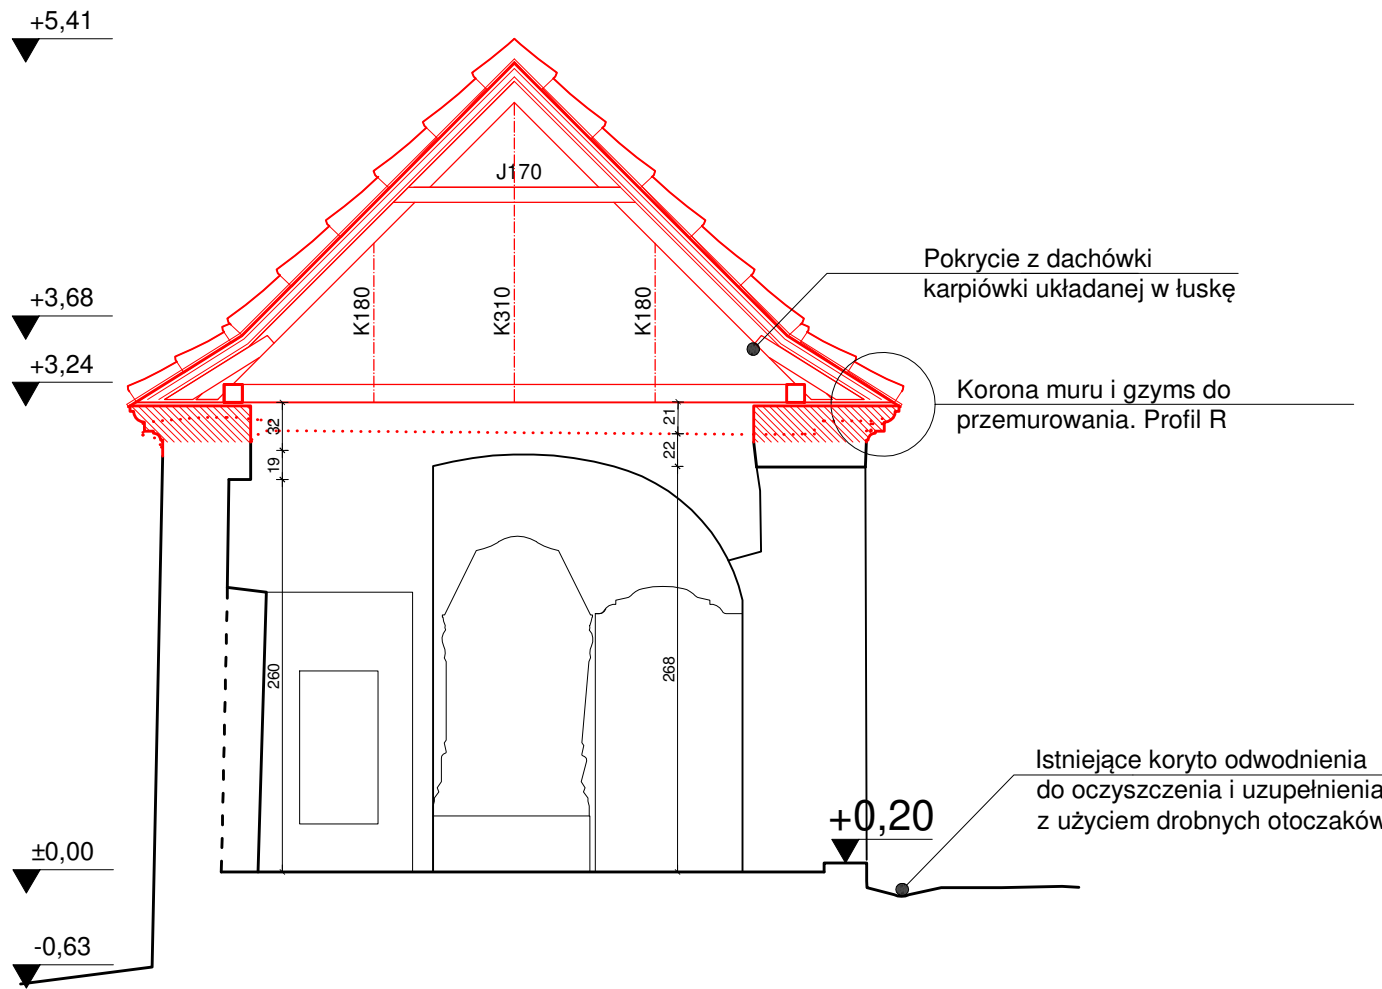 +5,41
J170
Pokrycie z dachówki
karpiówki układanej w łuskę
+3,68
K180
K310
K180
+3,24
Korona muru i gzyms do
przemurowania. Profil R
32
21
19
22
260
268
Istniejące koryto odwodnienia
do oczyszczenia i uzupełnienia
z użyciem drobnych otoczaków
+0,20
±0,00
-0,63